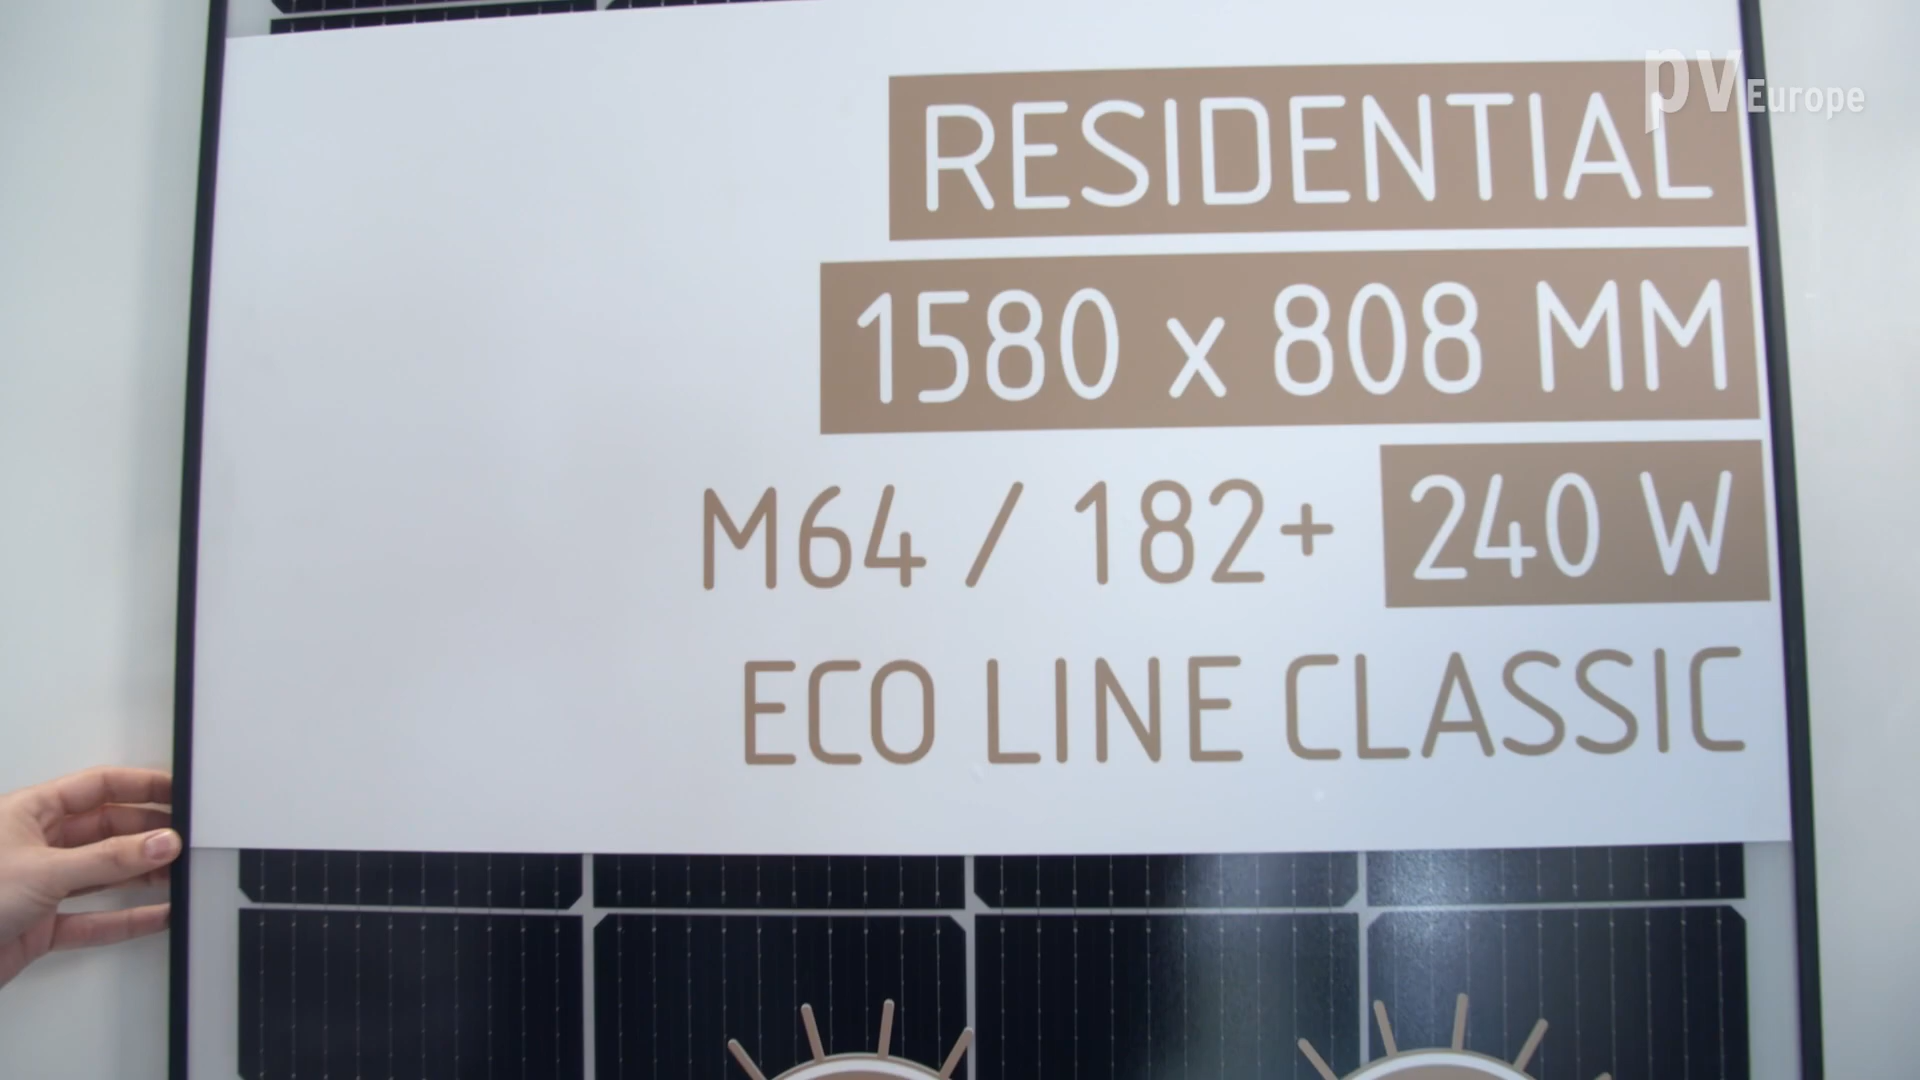 pv Europe
RESIDENTIAL
1580 x 808 MM
M64 / 182+ 240 W
ECO LINE CLASSIC